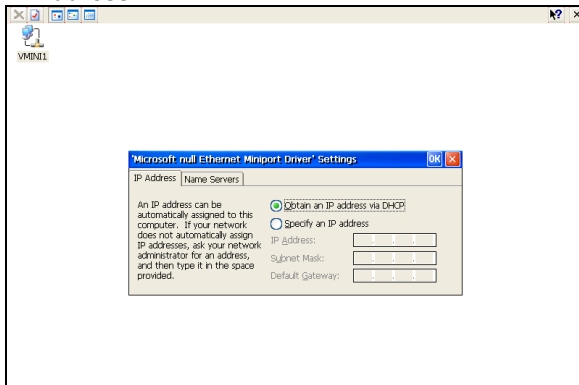 VMINI1
'Microsoft null Ethernet Miniport Driver' Settings
OK
IP Address
Name Servers
An IP address can be
automatically assigned to this
computer. If your network
does not automatically assign
IP addresses, ask your network
administrator for an address,
and then type it in the space
provided.
Obtain an IP address via DHCP
Specify an IP address
IP Address:
Subnet Mask:
Default Gateway: